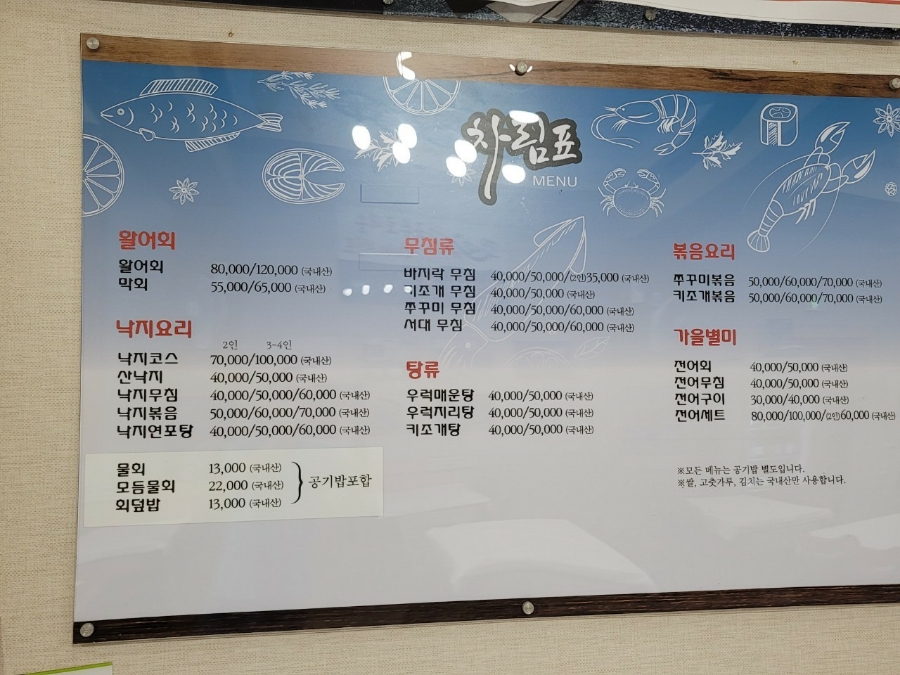 차림표
MENU
활어회
활어회 80,000/120,000 (국내산)
막회 55,000/65,000 (국내산)
낙지요리
2인 3-4인
낙지코스 70,000/100,000 (국내산)
산낙지 40,000/50,000 (국내산)
낙지무침 40,000/50,000/60,000 (국내산)
낙지볶음 50,000/60,000/70,000 (국내산)
낙지연포탕 40,000/50,000/60,000 (국내산)
물회 13,000 (국내산)
모듬물회 22,000 (국내산)
회덮밥 13,000 (국내산)
공기밥포함
무침류
바지락 무침 40,000/50,000/(2인)35,000 (국내산)
키조개 무침 40,000/50,000 (국내산)
쭈꾸미 무침 40,000/50,000/60,000 (국내산)
서대 무침 40,000/50,000/60,000 (국내산)
탕류
우럭매운탕 40,000/50,000 (국내산)
우럭지리탕 40,000/50,000 (국내산)
키조개탕 40,000/50,000 (국내산)
볶음요리
쭈꾸미볶음 50,000/60,000/70,000 (국내산)
키조개볶음 50,000/60,000/70,000 (국내산)
가을별미
전어회 40,000/50,000 (국내산)
전어무침 40,000/50,000 (국내산)
전어구이 30,000/40,000 (국내산)
전어세트 80,000/100,000/(2인)60,000 (국내산)
※모든 메뉴는 공기밥 별도입니다.
※쌀, 고춧가루, 김치는 국내산만 사용합니다.